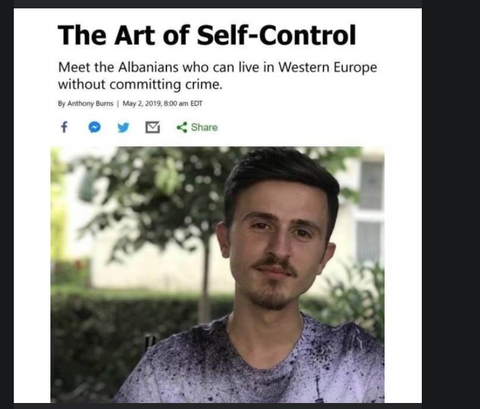 The Art of Self-Control
Meet the Albanians who can live in Western Europe
without committing crime.
By Anthony Burns | May 2, 2019, 8:00 am EDT
Share